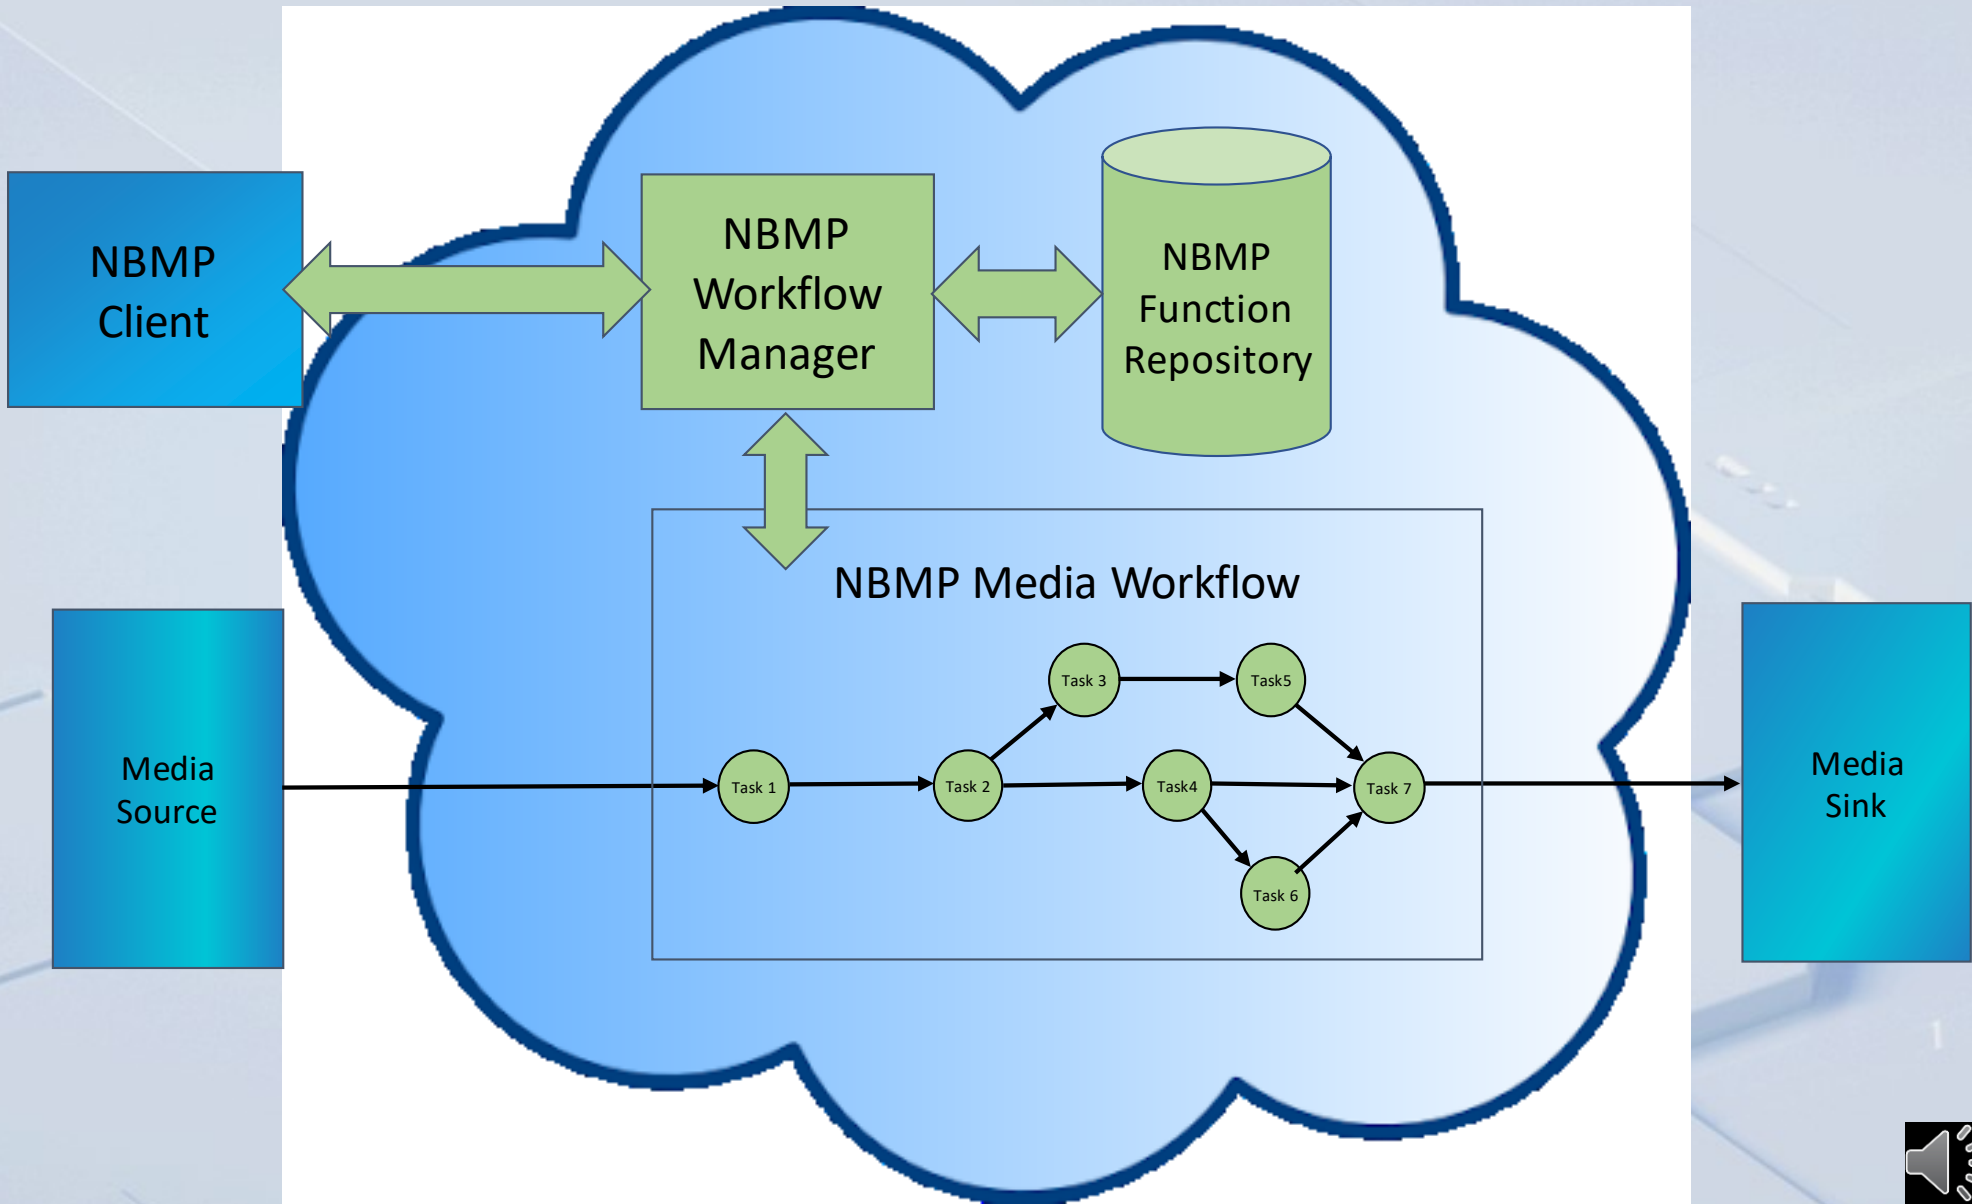 NBMP
Client
NBMP
Workflow
Manager
NBMP
Function
Repository
NBMP Media Workflow
Task 3
Task5
Media
Source
Task 1
Task 2
Task4
Task 7
Task 6
Media
Sink